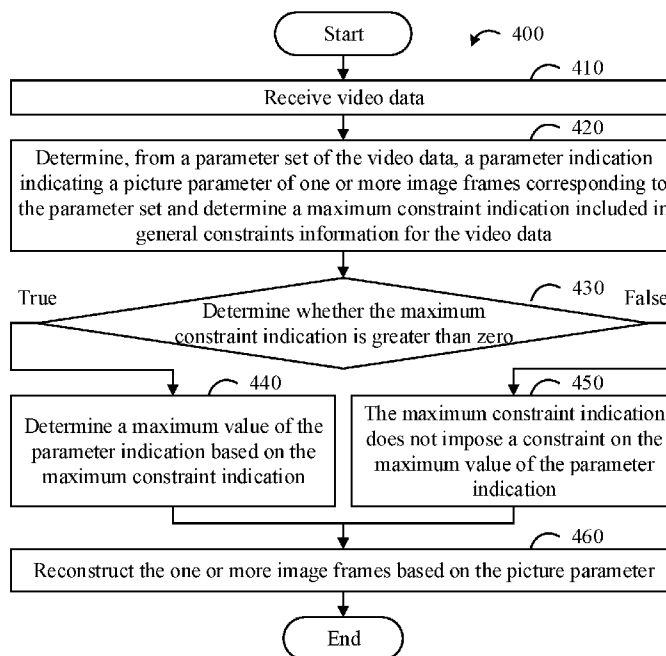 Start
400
410
Receive video data
420
Determine, from a parameter set of the video data, a parameter indication
indicating a picture parameter of one or more image frames corresponding to
the parameter set and determine a maximum constraint indication included in
general constraints information for the video data
430
True
False
Determine whether the maximum
constraint indication is greater than zero
440
Determine a maximum value of the
parameter indication based on the
maximum constraint indication
450
The maximum constraint indication
does not impose a constraint on the
maximum value of the parameter
indication
460
Reconstruct the one or more image frames based on the picture parameter
End